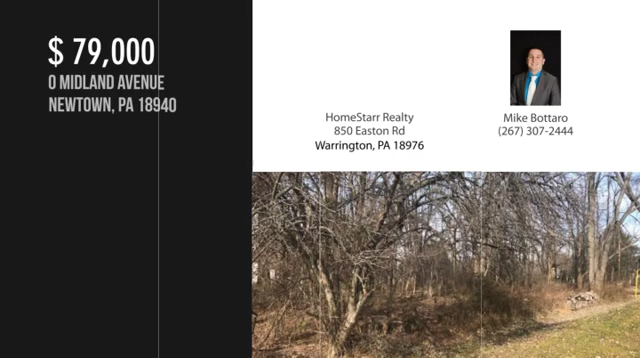 $ 79,000
0 MIDLAND AVENUE
NEWTOWN, PA 18940
HomeStarr Realty
850 Easton Rd
Warrington, PA 18976
Mike Bottaro
(267) 307-2444